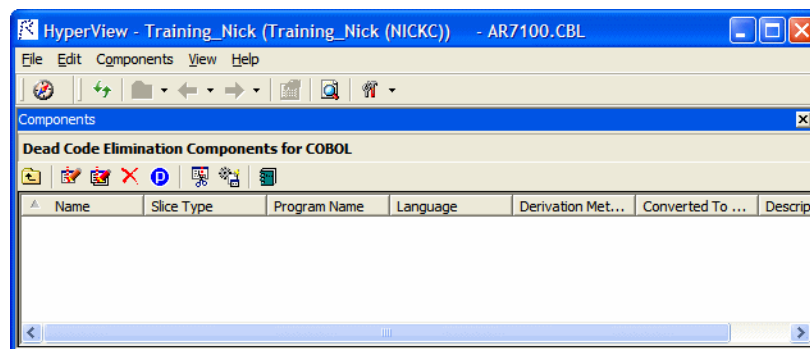 HyperView - Training_Nick (Training_Nick (NICKC)) - AR7100.CBL
File Edit Components View Help
Components
Dead Code Elimination Components for COBOL
Name Slice Type Program Name Language Derivation Met... Converted To ... Descrip